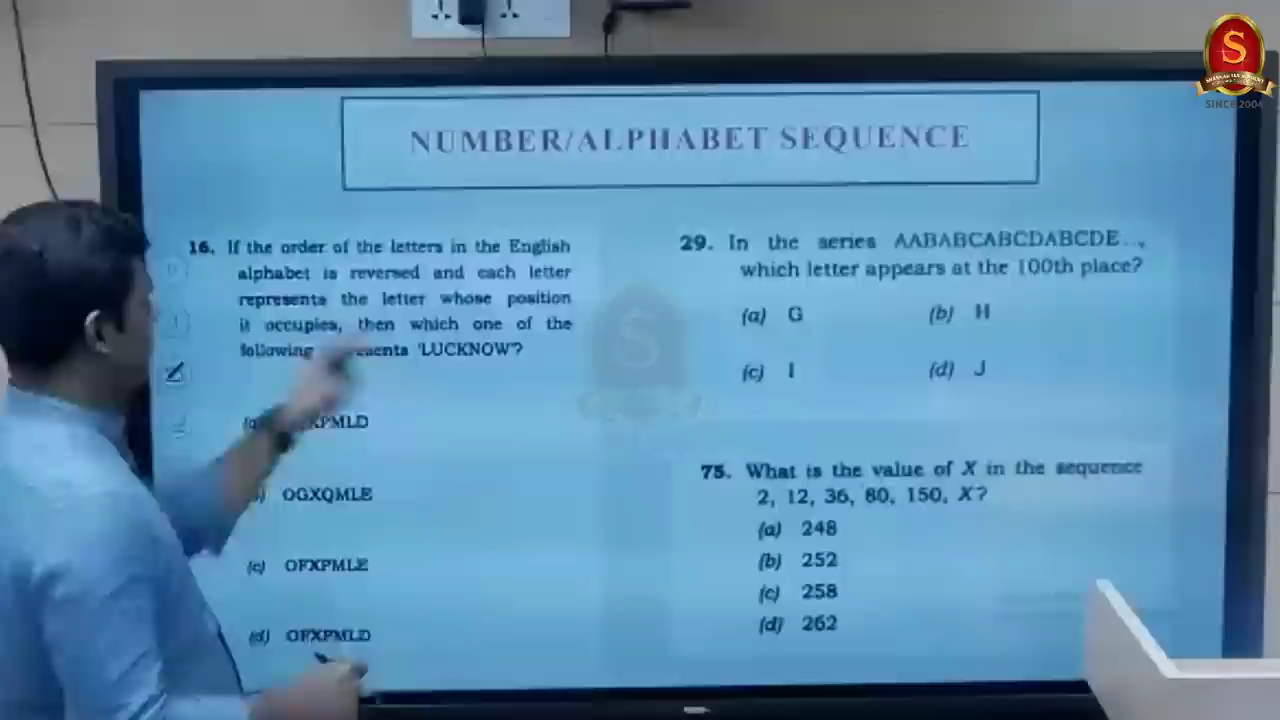 S
SINCE 2004
NUMBER/ALPHABET SEQUENCE
16. If the order of the letters in the English
alphabet is reversed and each letter
represents the letter whose position
it occupies, then which one of the
following 'LUCKNOW'?
XPMLD
OGXQMLE
(c) OFXPMLE
(d) OFXPMLD
29. In the series AABABCABCDABCDE..,
which letter appears at the 100th place?
(a) G
(b) H
(c) I
(d) J
75. What is the value of X in the sequence
2, 12, 36, 80, 150, X?
(a) 248
(b) 252
(c) 258
(d) 262